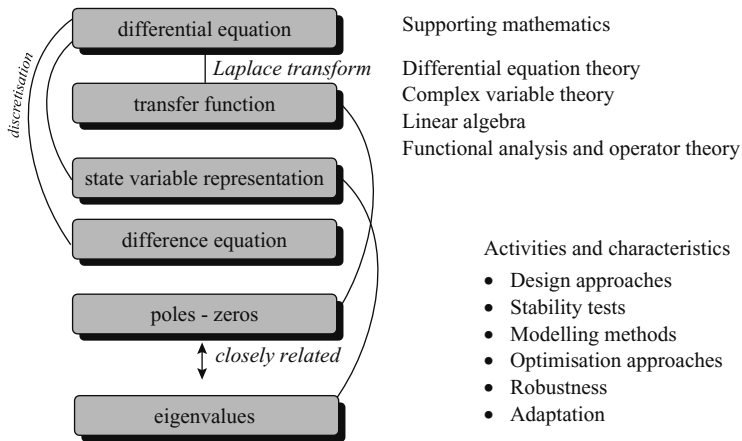 differential equation
Laplace transform
discretisation
transfer function
state variable representation
difference equation
poles - zeros
closely related
eigenvalues
Supporting mathematics
Differential equation theory
Complex variable theory
Linear algebra
Functional analysis and operator theory
Activities and characteristics
• Design approaches
• Stability tests
• Modelling methods
• Optimisation approaches
• Robustness
• Adaptation